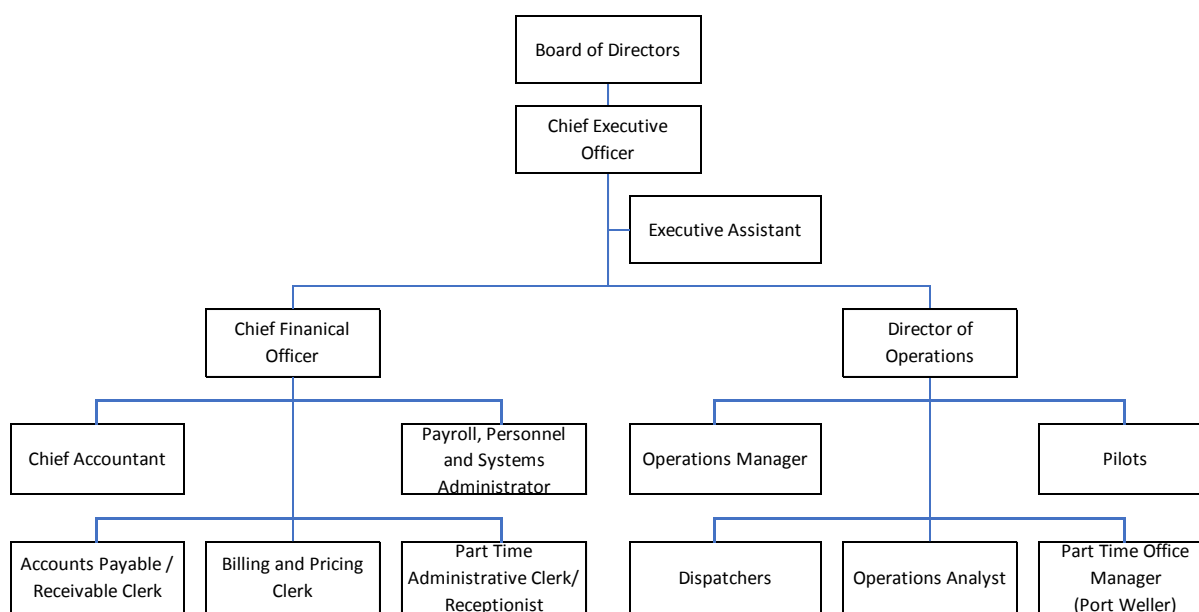 Board of Directors
Chief Executive
Officer
Executive Assistant
Chief Finanical
Officer
Director of
Operations
Chief Accountant
Payroll, Personnel
and Systems
Administrator
Operations Manager
Pilots
Accounts Payable /
Receivable Clerk
Billing and Pricing
Clerk
Part Time
Administrative Clerk/
Receptionist
Dispatchers
Operations Analyst
Part Time Office
Manager
(Port Weller)